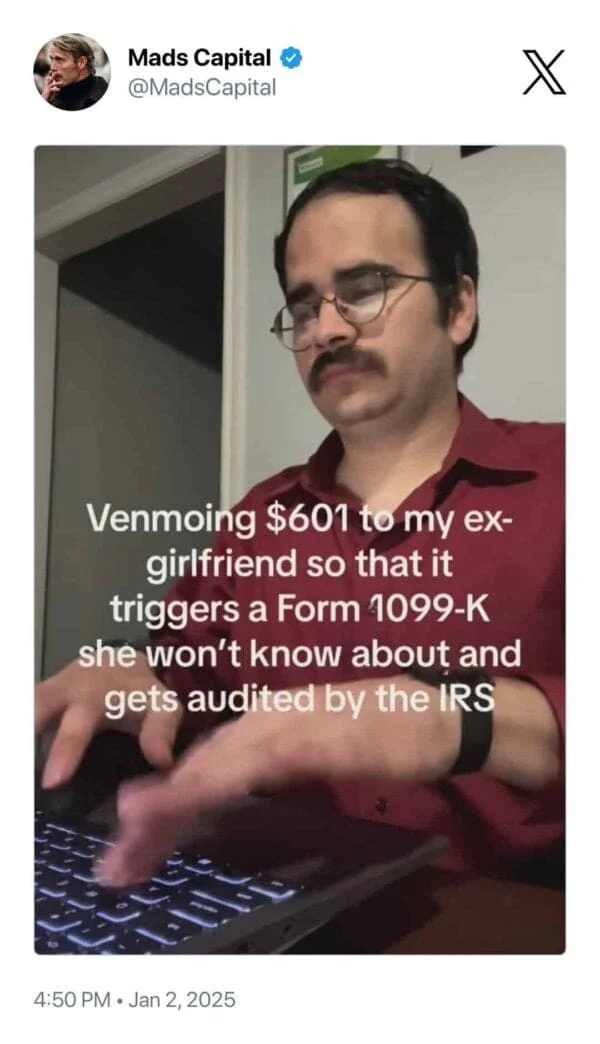 Mads Capital
@MadsCapital
Venmoing $601 to my ex-
girlfriend so that it
triggers a Form 1099-K
she won't know about and
gets audited by the IRS
4:50 PM • Jan 2, 2025